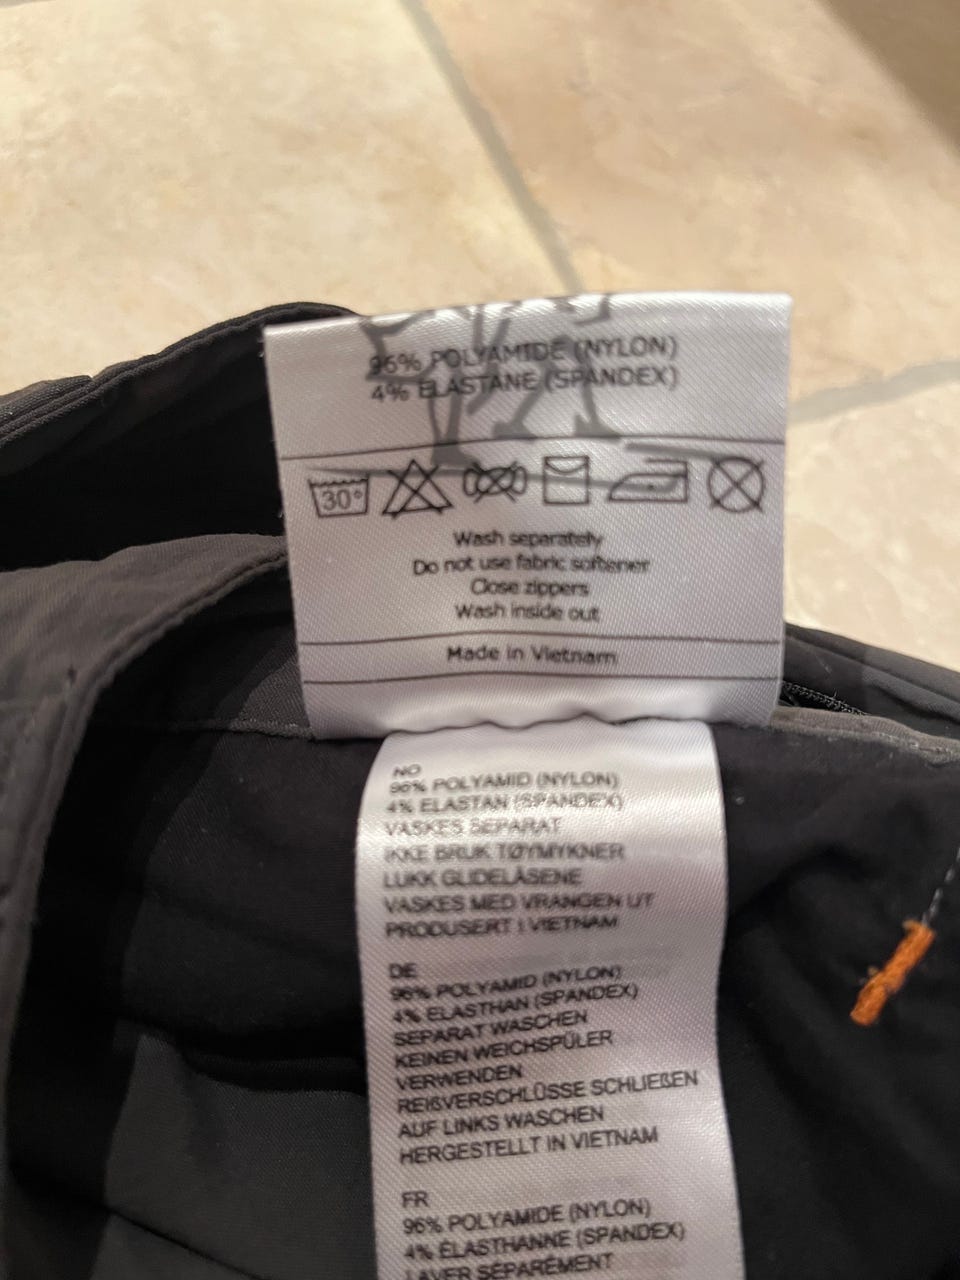 96% POLYAMIDE (NYLON)
4% ELASTANE (SPANDEX)
30°
Wash separately
Do not use fabric softener
Close zippers
Wash inside out
Made in Vietnam
NO
96% POLYAMID (NYLON)
4% ELASTAN (SPANDEX)
VASKES SEPARAT
IKKE BRUK TØYMYKNER
LUKK GLIDELÅSENE
VASKES MED VRANGEN UT
PRODUSERT I VIETNAM
DE
96% POLYAMID (NYLON)
4% ELASTHAN (SPANDEX)
SEPARAT WASCHEN
KEINEN WEICHSPÜLER
VERWENDEN
REIßVERSCHLÜSSE SCHLIEßEN
AUF LINKS WASCHEN
HERGESTELLT IN VIETNAM
FR
96% POLYAMIDE (NYLON)
4% ÉLASTHANNE (SPANDEX)
LAVER SÉPARÉMENT